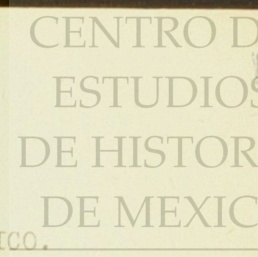 CENTRO D
ESTUDIOS
DE HISTOR
DE MEXIC
ICO.